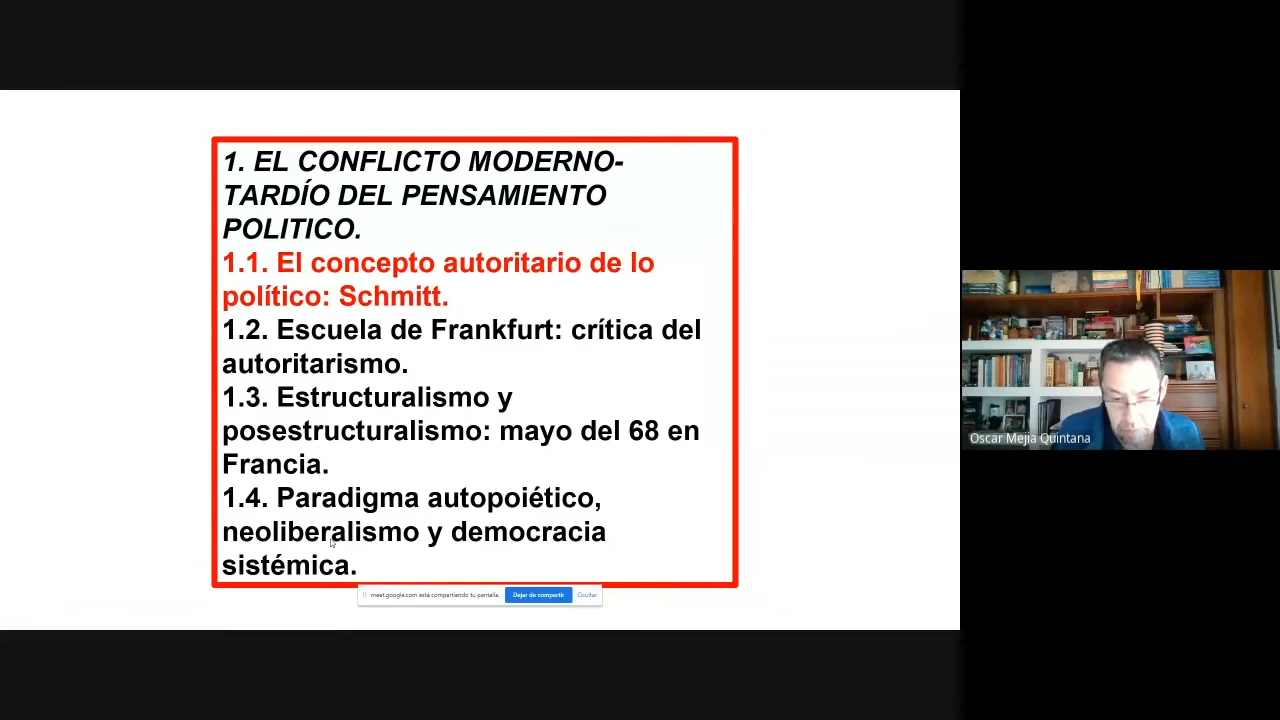 1. EL CONFLICTO MODERNO-
TARDÍO DEL PENSAMIENTO
POLITICO.
1.1. El concepto autoritario de lo
político: Schmitt.
1.2. Escuela de Frankfurt: crítica del
autoritarismo.
1.3. Estructuralismo y
posestructuralismo: mayo del 68 en
Francia.
1.4. Paradigma autopoiético,
neoliberalismo y democracia
sistémica.
meet.google.com está compartiendo tu pantalla.
Dejar de compartir
Ocultar
Oscar Mejia Quintana